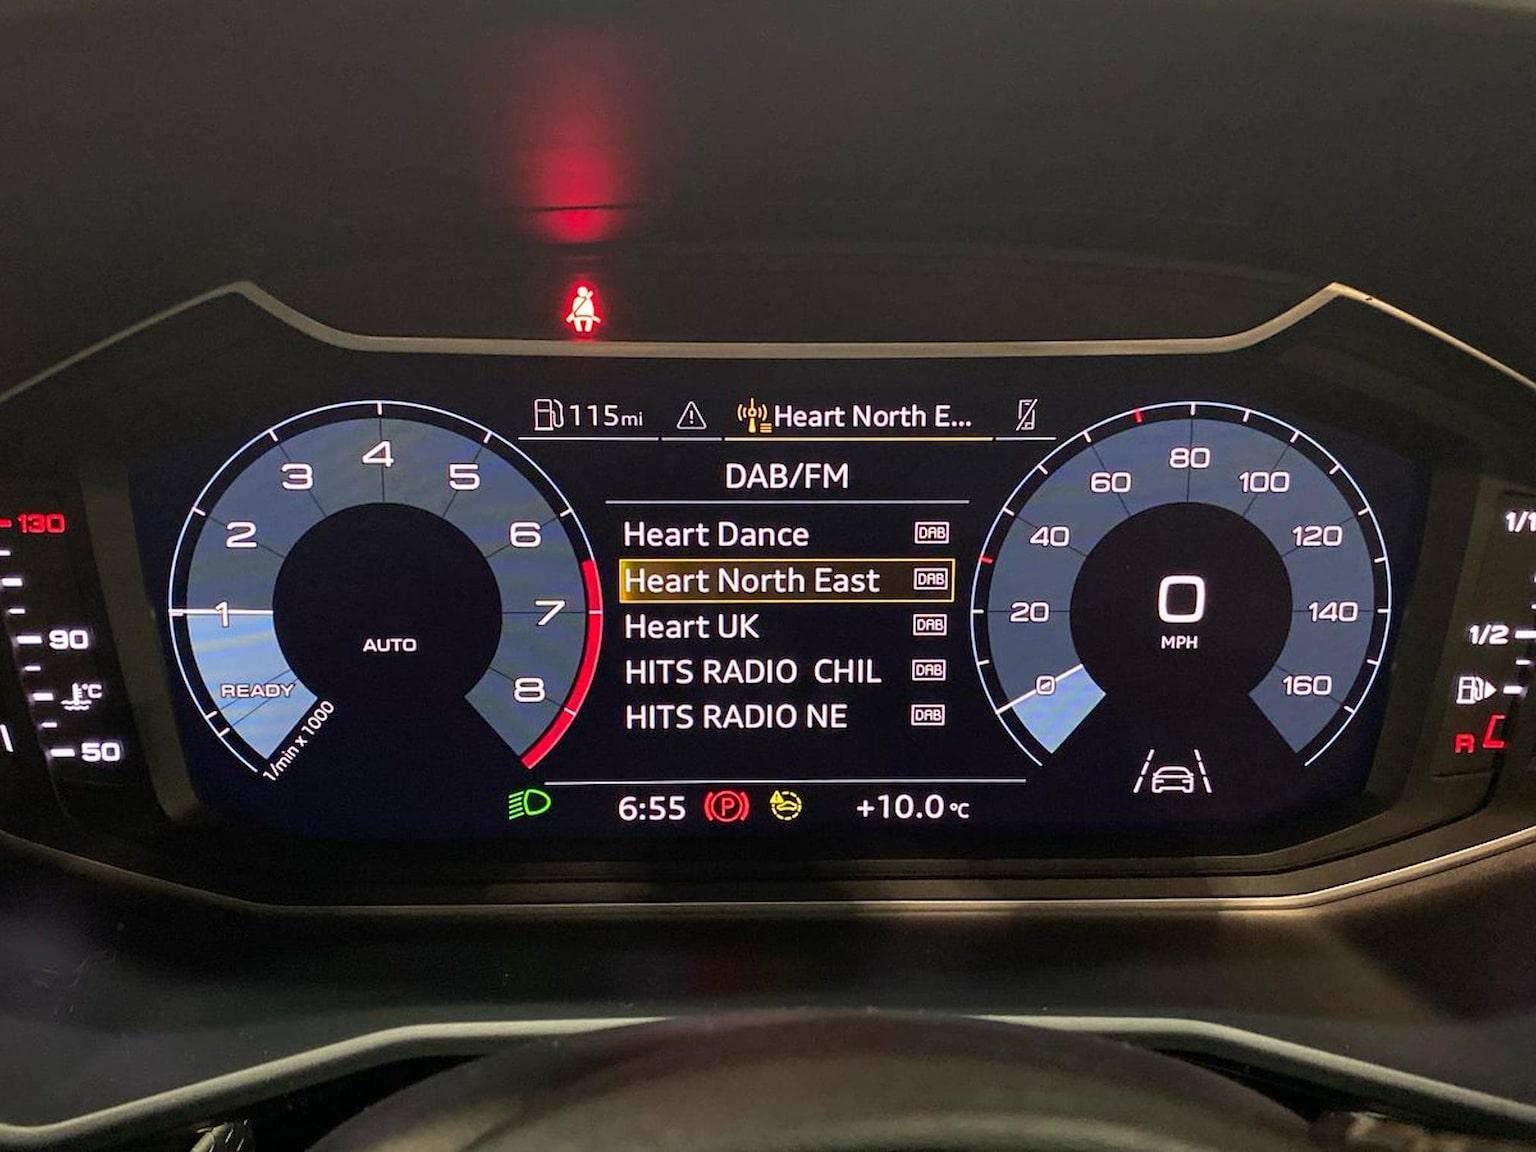 115mi Heart North E...
DAB/FM
Heart Dance DAB
Heart North East DAB
Heart UK DAB
HITS RADIO CHIL DAB
HITS RADIO NE DAB
6:55 P +10.0 °C
130
90
°C
50
1
2
3
4
5
6
7
8
AUTO
READY
1/min x 1000
0
20
40
60
80
100
120
140
160
0
MPH
1/2
R